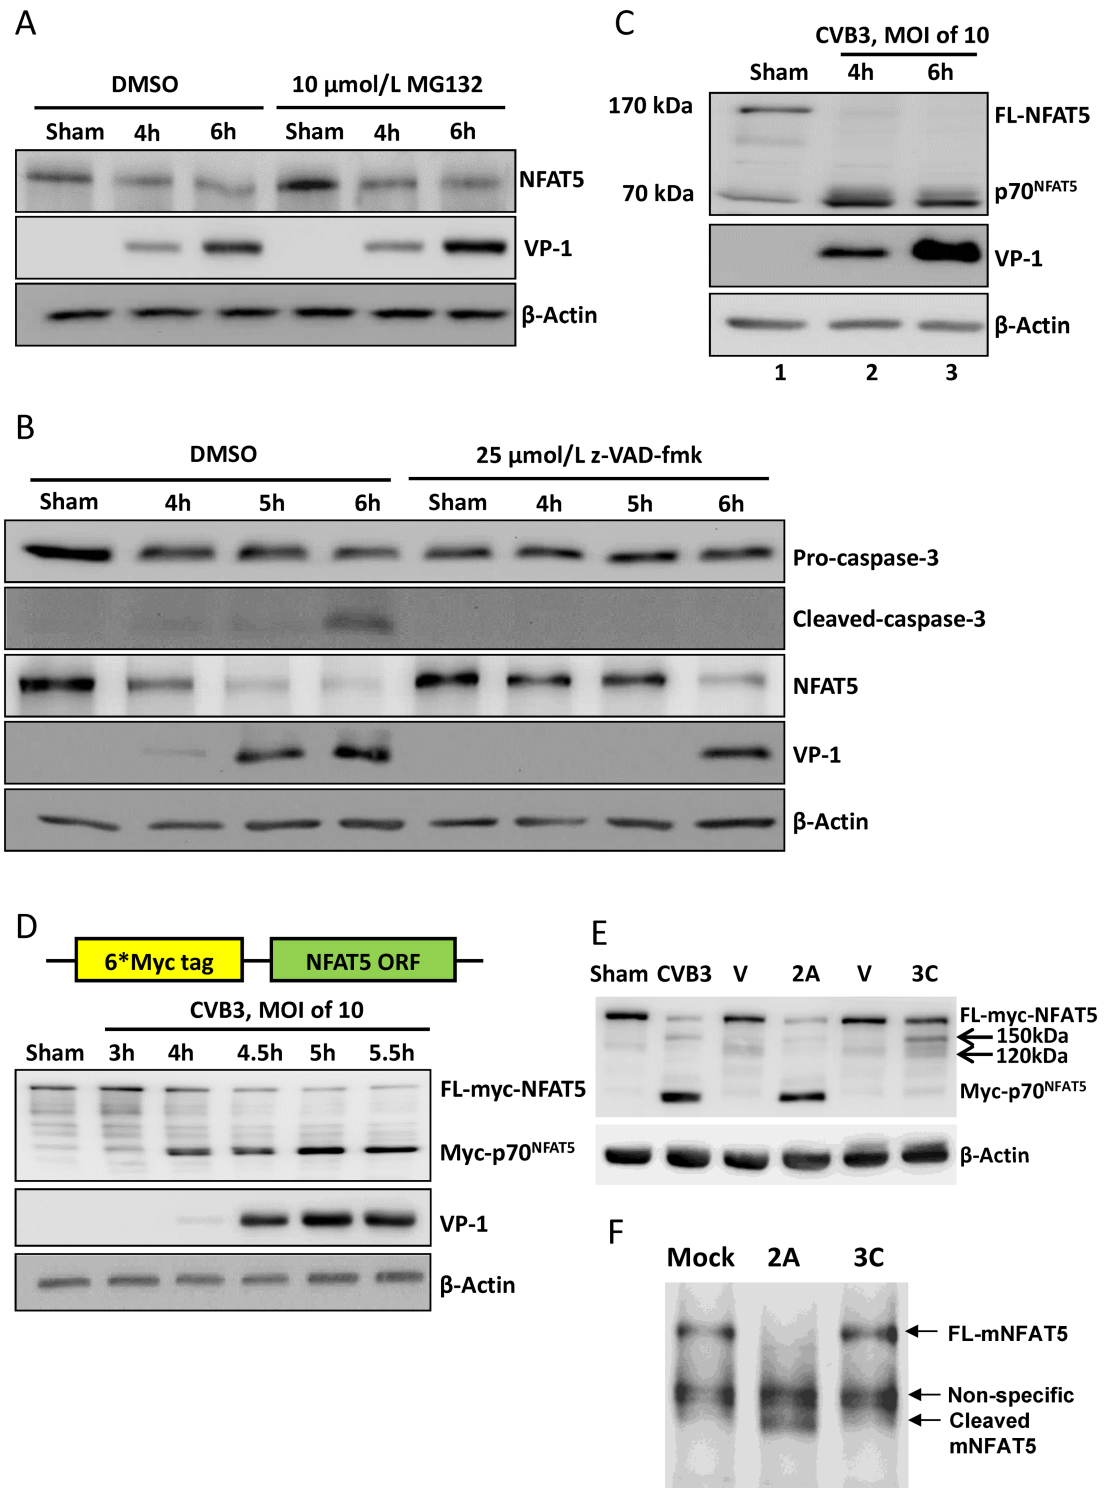 A
DMSO 10 μmol/L MG132
Sham 4h 6h Sham 4h 6h
NFAT5
VP-1
β-Actin
C
CVB3, MOI of 10
Sham 4h 6h
170 kDa FL-NFAT5
70 kDa p70NFAT5
VP-1
β-Actin
1 2 3
B
DMSO 25 μmol/L z-VAD-fmk
Sham 4h 5h 6h Sham 4h 5h 6h
Pro-caspase-3
Cleaved-caspase-3
NFAT5
VP-1
β-Actin
D
6*Myc tag NFAT5 ORF
CVB3, MOI of 10
Sham 3h 4h 4.5h 5h 5.5h
FL-myc-NFAT5
Myc-p70NFAT5
VP-1
β-Actin
E
Sham CVB3 V 2A V 3C
FL-myc-NFAT5
150kDa
120kDa
Myc-p70NFAT5
β-Actin
F
Mock 2A 3C
FL-mNFAT5
Non-specific
Cleaved
mNFAT5